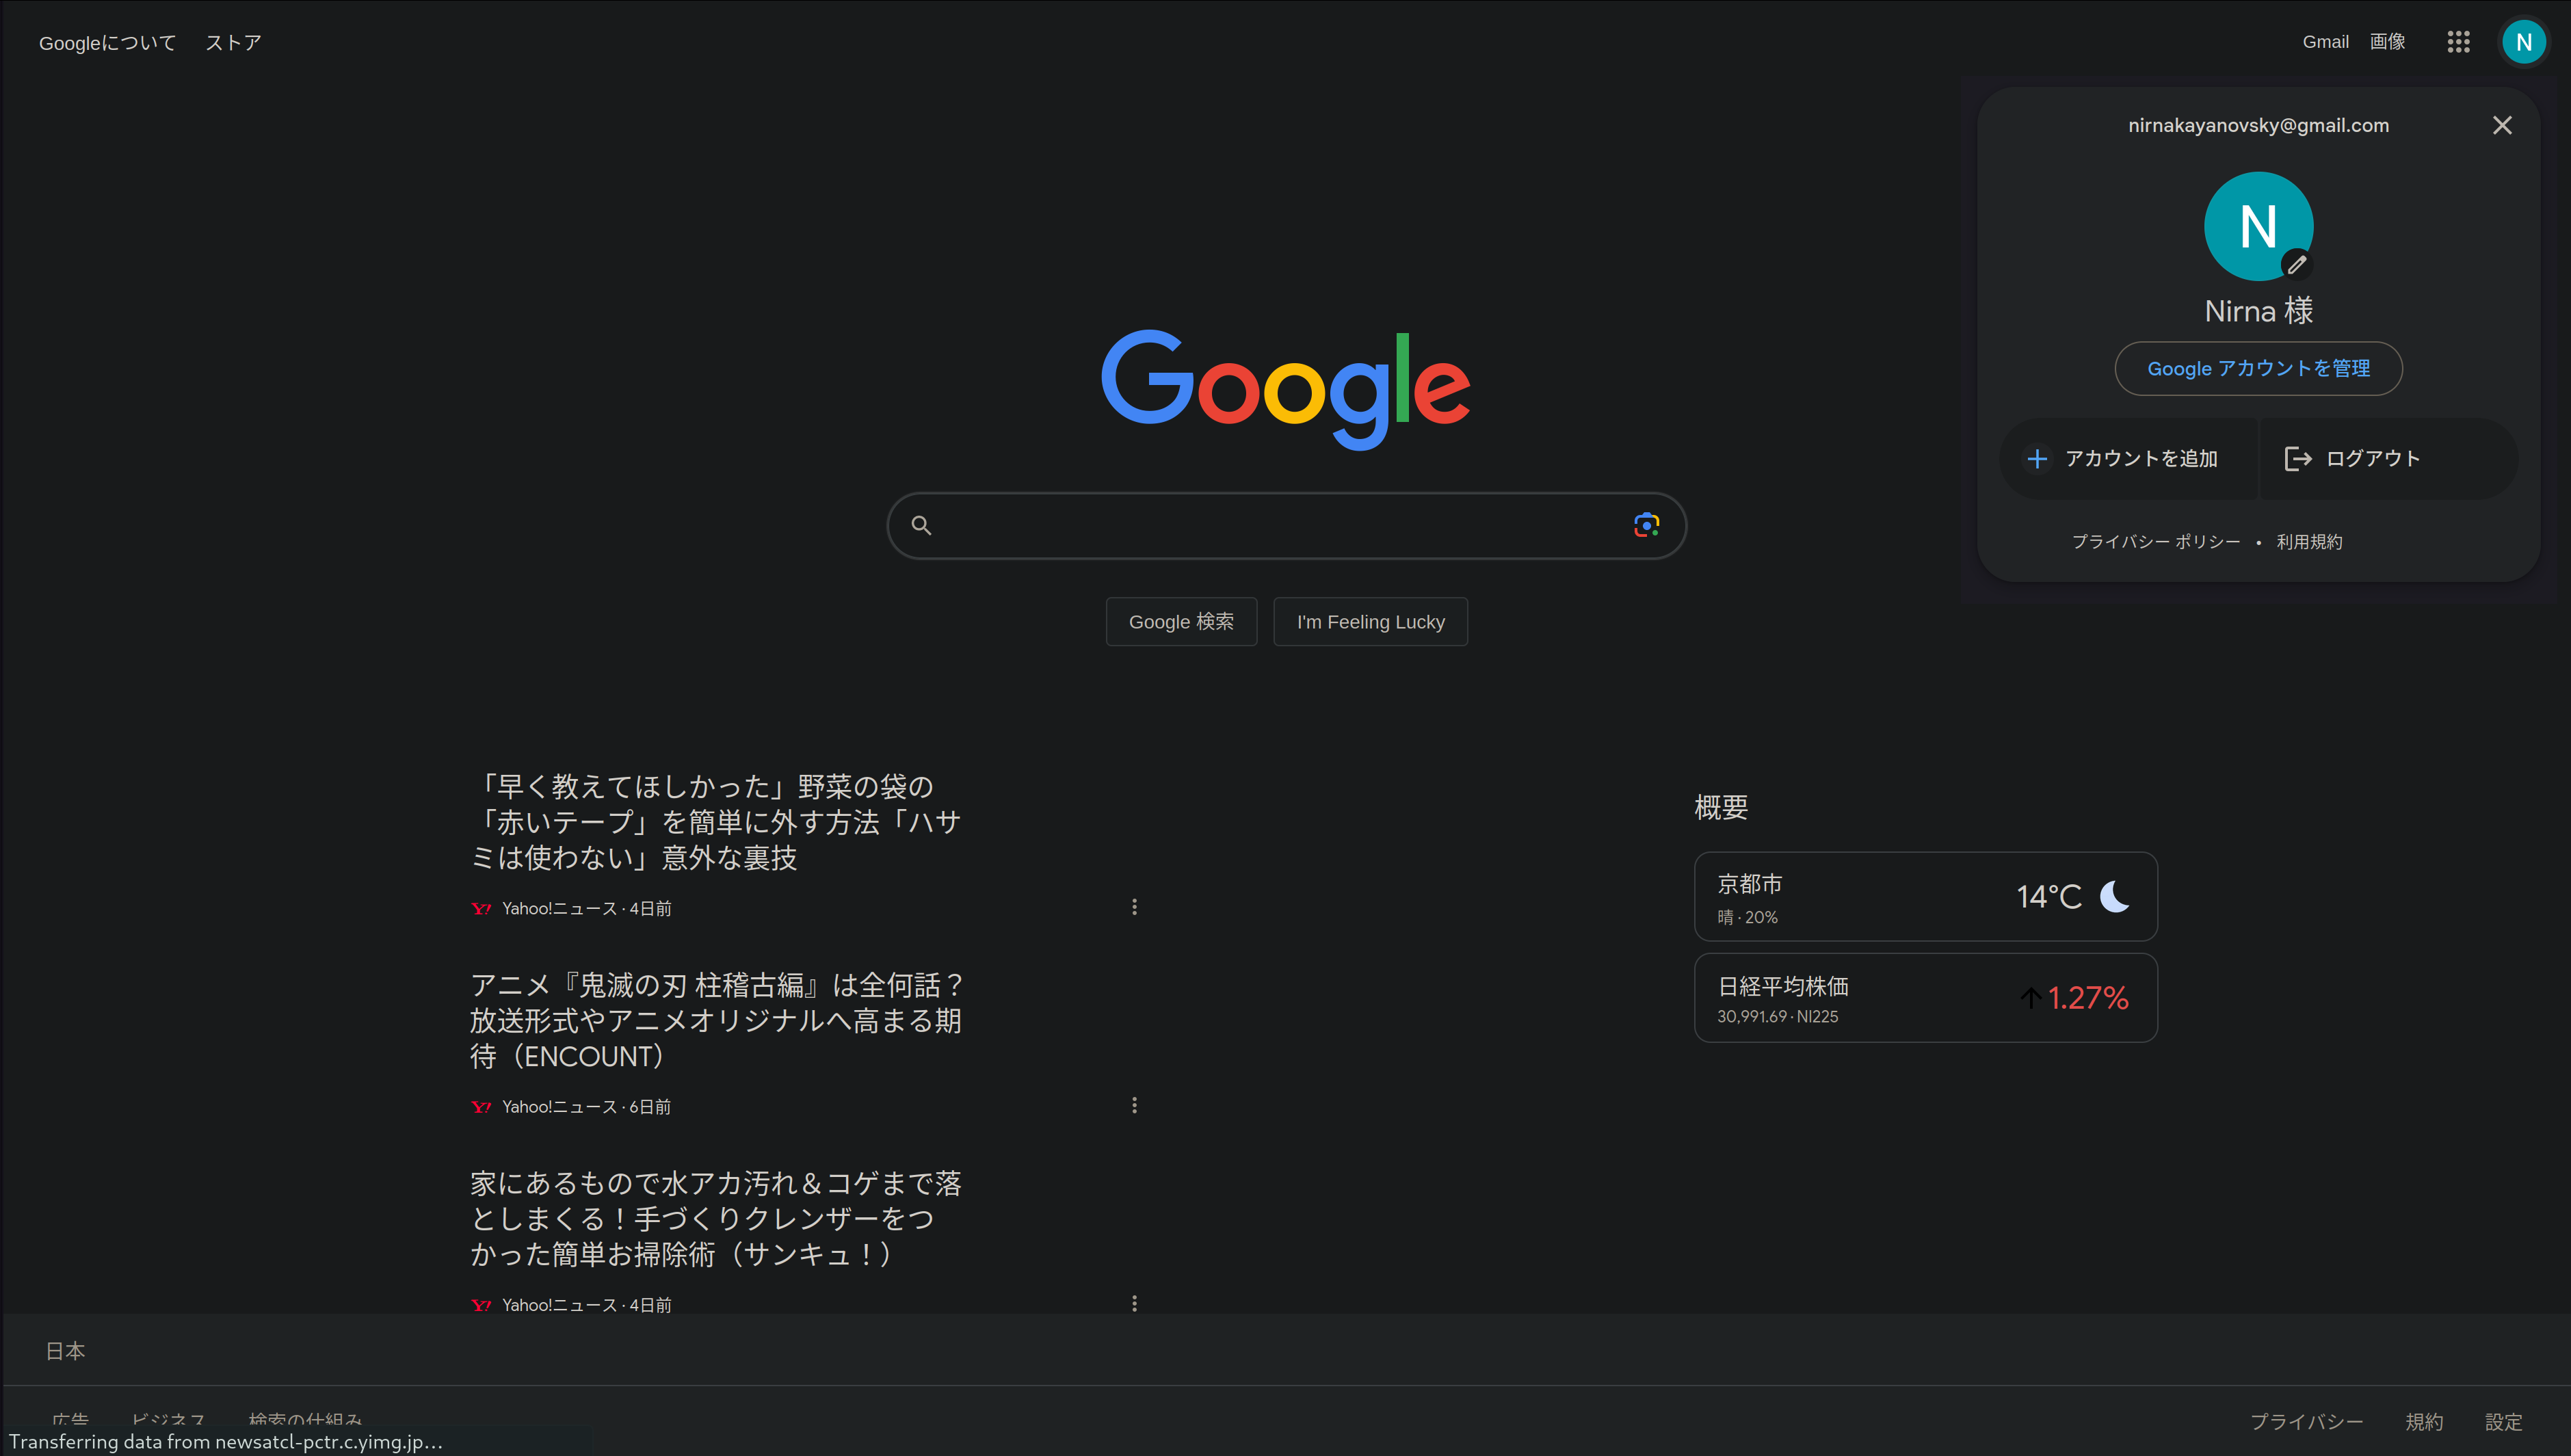 Googleについて ストア
Gmail 画像
N
nirnakayanovsky@gmail.com
N
Nirna 様
Google アカウントを管理
アカウントを追加
ログアウト
プライバシー ポリシー • 利用規約
Google
Google 検索
I'm Feeling Lucky
「早く教えてほしかった」野菜の袋の
「赤いテープ」を簡単に外す方法「ハサ
ミは使わない」意外な裏技
Y! Yahoo!ニュース · 4日前
アニメ『鬼滅の刃 柱稽古編』は全何話？
放送形式やアニメオリジナルへ高まる期
待（ENCOUNT）
Y! Yahoo!ニュース · 6日前
家にあるもので水アカ汚れ＆コゲまで落
としまくる！手づくりクレンザーをつ
かった簡単お掃除術（サンキュ！）
Y! Yahoo!ニュース · 4日前
概要
京都市
晴 · 20%
14°C
日経平均株価
30,991.69 · NI225
↑1.27%
日本
広告 ビジネス 検索の仕組み
プライバシー 規約 設定
Transferring data from newsatcl-pctr.c.yimg.jp…